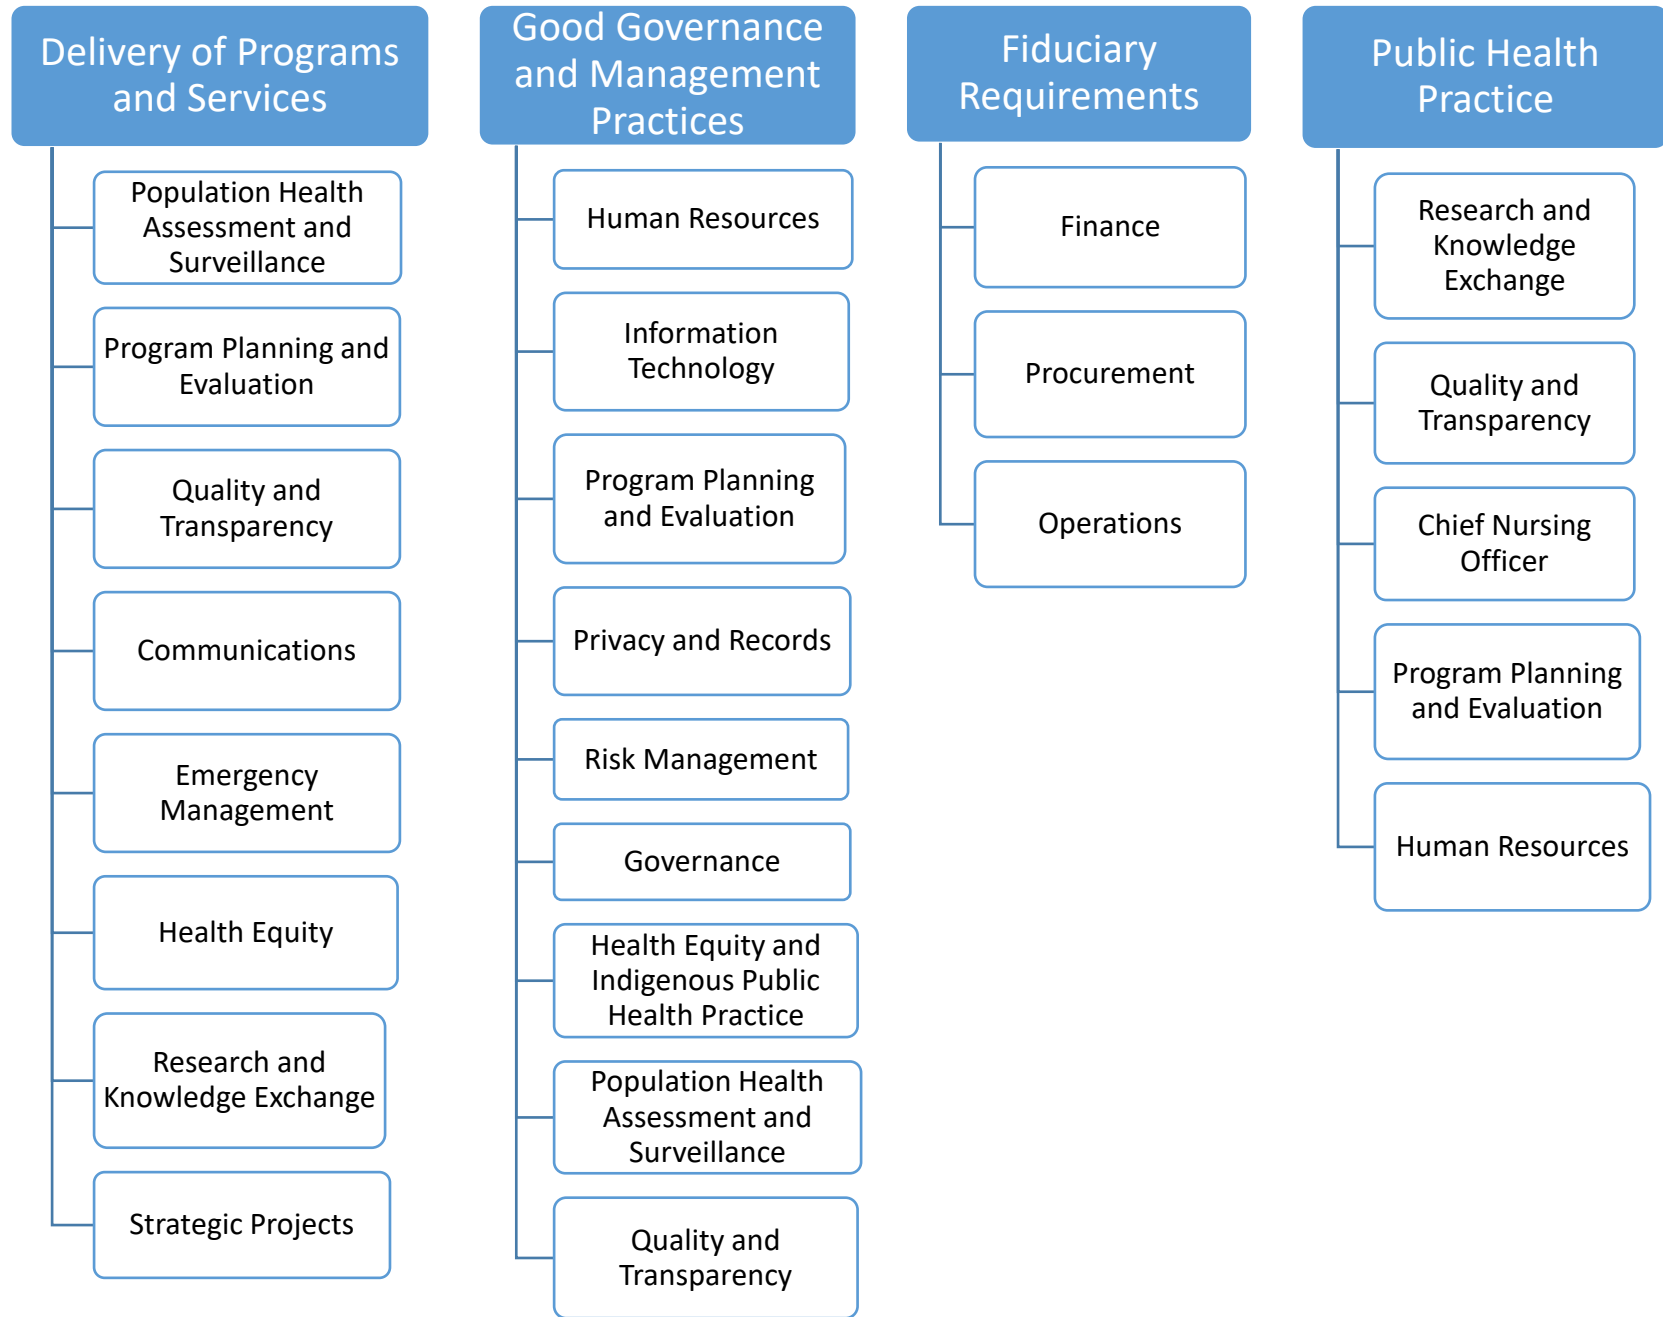 Delivery of Programs
and Services
Population Health
Assessment and
Surveillance
Program Planning and
Evaluation
Quality and
Transparency
Communications
Emergency
Management
Health Equity
Research and
Knowledge Exchange
Strategic Projects
Good Governance
and Management
Practices
Human Resources
Information
Technology
Program Planning
and Evaluation
Privacy and Records
Risk Management
Governance
Health Equity and
Indigenous Public
Health Practice
Population Health
Assessment and
Surveillance
Quality and
Transparency
Fiduciary
Requirements
Finance
Procurement
Operations
Public Health
Practice
Research and
Knowledge
Exchange
Quality and
Transparency
Chief Nursing
Officer
Program Planning
and Evaluation
Human Resources